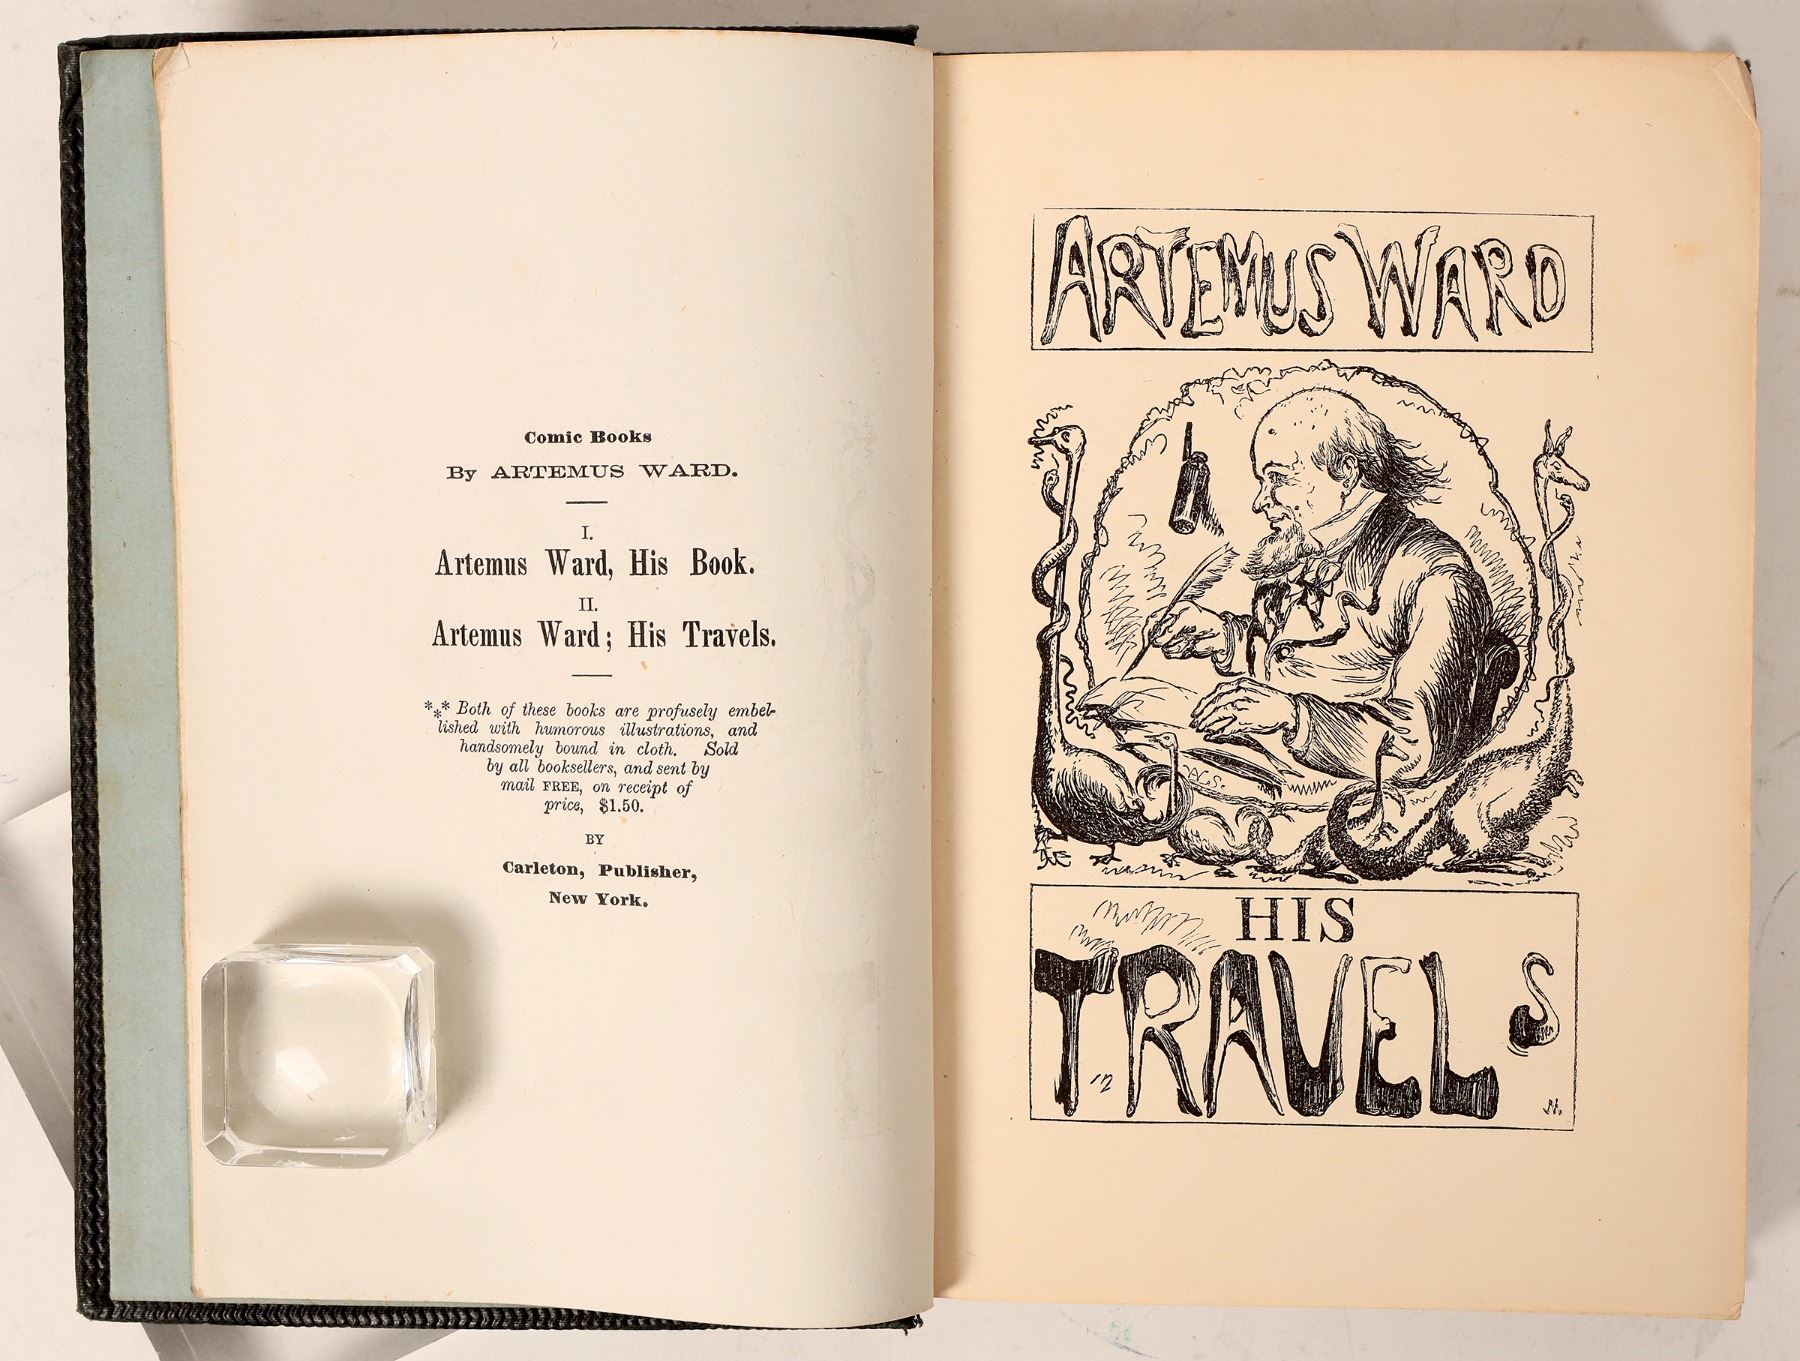 Comic Books
By ARTEMUS WARD.
I.
Artemus Ward, His Book.
II.
Artemus Ward; His Travels.
*⁎* Both of these books are profusely embel-
lished with humorous illustrations, and
handsomely bound in cloth. Sold
by all booksellers, and sent by
mail FREE, on receipt of
price, $1.50.
BY
Carleton, Publisher,
New York.
ARTEMUS WARD
A.C.S.
HIS
TRAVELS